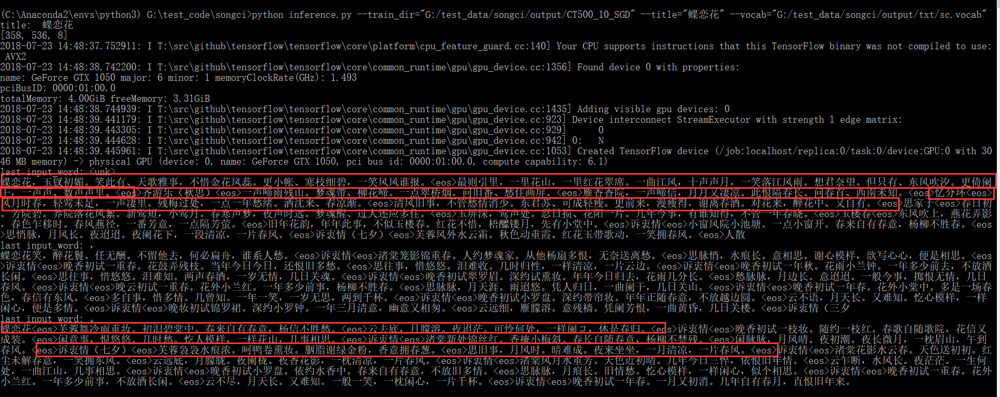 (C:\Anaconda2\envs\python3) G:\test_code\songci>python inference.py --train_dir="G:/test_data/songci/output/CT500_10_SGD" --title="蝶恋花" --vocab="G:/test_data/songci/output/txt/sc.vocab"
title:  蝶恋花
[358, 536, 8]
2018-07-23 14:48:37.752911: I T:\src\github\tensorflow\tensorflow\core\platform\cpu_feature_guard.cc:140] Your CPU supports instructions that this TensorFlow binary was not compiled to use:
 AVX2
2018-07-23 14:48:38.742200: I T:\src\github\tensorflow\tensorflow\core\common_runtime\gpu\gpu_device.cc:1356] Found device 0 with properties:
name: GeForce GTX 1050 major: 6 minor: 1 memoryClockRate(GHz): 1.493
pciBusID: 0000:01:00.0
totalMemory: 4.00GiB freeMemory: 3.31GiB
2018-07-23 14:48:38.744939: I T:\src\github\tensorflow\tensorflow\core\common_runtime\gpu\gpu_device.cc:1435] Adding visible gpu devices: 0
2018-07-23 14:48:39.441179: I T:\src\github\tensorflow\tensorflow\core\common_runtime\gpu\gpu_device.cc:923] Device interconnect StreamExecutor with strength 1 edge matrix:
2018-07-23 14:48:39.443305: I T:\src\github\tensorflow\tensorflow\core\common_runtime\gpu\gpu_device.cc:929]      0
2018-07-23 14:48:39.444628: I T:\src\github\tensorflow\tensorflow\core\common_runtime\gpu\gpu_device.cc:942] 0:   N
2018-07-23 14:48:39.445961: I T:\src\github\tensorflow\tensorflow\core\common_runtime\gpu\gpu_device.cc:1053] Created TensorFlow device (/job:localhost/replica:0/task:0/device:GPU:0 with 30
46 MB memory) -> physical GPU (device: 0, name: GeForce GTX 1050, pci bus id: 0000:01:00.0, compute capability: 6.1)
last input_word: <unk>
蝶恋花，玉钗初媚。笑此有、天歌雅事，不惜金花凤蕊。更小帐、寒枝细碧，一笑风风谁报。<eos>最则引里，一里花山，一里红花翠席。一曲江风，十声声月，一笑落江风雨。想君奈望。但只有、东风吹汐。更倚阑
干，一声声、数声声里。<eos>齐游乐（秋思）<eos>一声啼雨残山。梦魂带、柳花啼。一点翠桥烟。问旧番、愁住画屏。<eos>雁香香院，一声啼信，月月又凄凉。此恨隔春长。问春首、西南未知。<eos>忆分环<eos>
风月时春，轻莺未足，一声凄里。残梅过处，一点一年愁绪。洒沈来、春凉渐。<eos>清风旧事，不管愁情消少。东君苏、可成轻瘦。更前来，漫瘦得，谢离春酒。对花来，醉花中、又自有。<eos>思家于<eos>春日初
。芳院碧。养院落花风絮。新莺短，小莺月。春寒声梦，夜声时远。梦魂醒、过人还应多住。<eos>玉屏深，莺声处。忍日损、花阳一片。几年今事，有谁知得，不管一年春晓。<eos>玉楼春<eos>东风吹上，燕花弄影
，春色乍移时。春风燕径，一番芳意，一点隔芳茧。<eos>旧年花韵，年年此事，不似玉楼春。红花不惜，梧醾镂月，先有小堂中。<eos>诉衷情<eos>小窗风院小池塘。一点小窗开。春来自有春意，杨柳不胜春。<eos
>思悄脉，月风长。夜迢迢。夜阑花下，一段清凉，一片春风。<eos>诉衷情（七夕）<eos>芙蓉风外水云霜。秋色动重霞。红花玉带歌动，一笑拥春风。<eos>人散
last input_word: ，
蝶恋花笑，醉花鬟。任无酬。不留他去，何必扁舟，谁系人愁。<eos>诉衷情<eos>渚棠笼影锦重春。人约梦魂家。从他杨扇多恨，无奈送离愁。<eos>思脉悄，水痕长。意相思。谢心模样，欲写心心，便是相思。<eos
>诉衷情<eos>晚香初试一重春。花鼓弄残枝。当年今日今日，还恨旧多愁。<eos>思往事，惜悠悠。泪难收。几时归性，一样清凉，一片云边。<eos>诉衷情<eos>晚香初试一年秋。花雨小兰钟。一年多少前去，不放酒
长闲。<eos>思往事，惜悠悠。泪难知。两声春酒，一岁无情，几日关魂。<eos>诉衷情<eos>晚香初试翠罗眉。深约试熏妆。年年今日归去，花雨几分长。<eos>愁脉脉，月边长。意迢迢。一般今事，掷恨无情，几日
春风。<eos>诉衷情<eos>晚云初试一重春。花外小兰红。一年多少前事，杨柳不胜春。<eos>思脉脉，月天涯。雨迢悠。凭人归日，一曲阑干，几日关山。<eos>诉衷情<eos>晚香初试一年春。花外小棠中。多是一场春
色，春信有东风。<eos>多自事，惜多情。几曾知。一年一笑，一岁无思，两到千杯。<eos>诉衷情<eos>晚香初试小罗盘。深约带帘妆。年年正随春意，不放越边圆。<eos>云不语，月天长。又难知。忔心模样，一样
闲心，便是多情。<eos>诉衷情<eos>晚妆初试锦罗裙。深约小罗钟。一年三月清意，幽意又相匆。<eos>云远细，雁朦溶。意残樯。凭阑芳恨，一曲黄昏，几日关楼。<eos>诉衷情（三夕
last input_word: 。
蝶恋花<eos>芙蓉舞冷雨重妆。初泪碧棠中。春来自有春意，杨信不胜愁。<eos>云去底，月朦溶。夜迢茫。可怜何处，一样阑コ，休是春归。<eos>诉衷情<eos>晚香初试一枝妆。随约一枝红。春歌自随歌院，花信又
成装。<eos>闲意事，恨悠悠。几时愁。忔人模样，一样花山，几事相思。<eos>诉衷情<eos>渚棠新外锦丝红。香掩小梅斜。春长自随春意，杨柳不禁残。<eos>闲脉脉，月风晴。夜初潮。夜长微月，一枕眉山，午到
春风。<eos>诉衷情（七夕）<eos>芙蓉袅袅水痕浓。呵鸭卷熏妆。胭脂谢绿金粉，香意拥春葱。<eos>思旧事，月风时。暗难成。夜来坐坐，一月清凉，一片春风。<eos>诉衷情<eos>渚棠花影水云春。天色送初初。红
尘未解春意，一笑拥东风。<eos>云远底，月朦胧。夜阑栊。夜香花影，一枕清凉，一片春风。<eos>诉衷情<eos>渚棠风月水重芳。天色近初晴。几年今日三悴，依恨旧年情。<eos>云乍断，水风长。夜茫茫。一生何
处，一曲江山，几事相思。<eos>诉衷情<eos>晚香初试小罗盘。依约水香中。春来自有春意，不放旧多情。<eos>思脉脉，月痕长。旧情愁。忔心模样，一样闲心，似个相思。<eos>诉衷情<eos>晚香初试一重春。花外
小兰红。一年多少前事，不放酒长闲。<eos>云不尽，月天长。又难知。一般一笑，一枕闲心，一片千杯。<eos>诉衷情<eos>晚香初试一年春。一月又初消。几年自有春月，直恨旧年来。